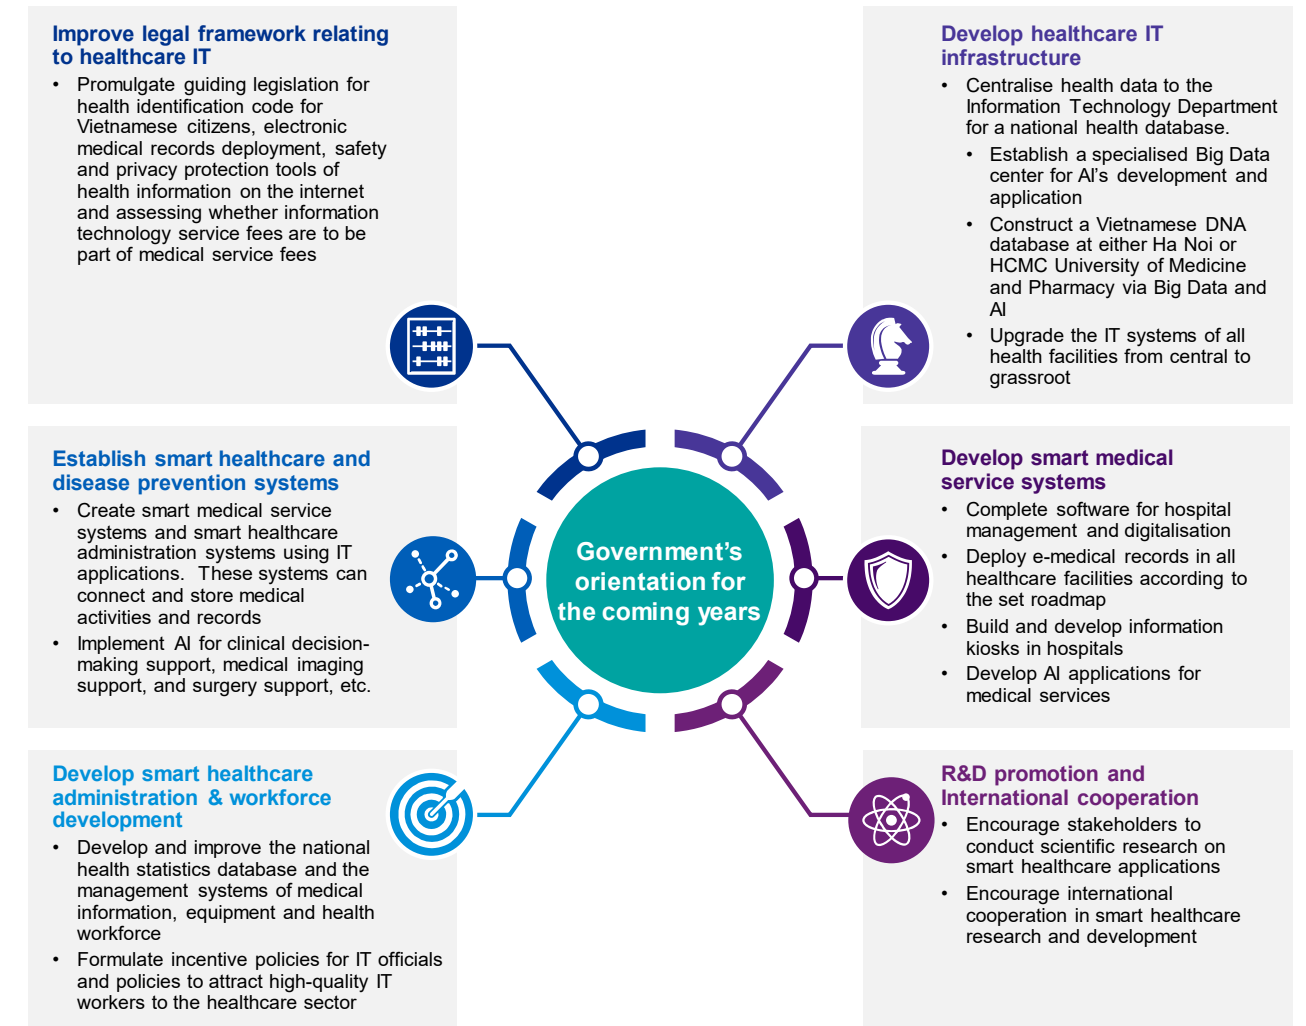 Improve legal framework relating
to healthcare IT
• Promulgate guiding legislation for
health identification code for
Vietnamese citizens, electronic
medical records deployment, safety
and privacy protection tools of
health information on the internet
and assessing whether information
technology service fees are to be
part of medical service fees
Develop healthcare IT
infrastructure
• Centralise health data to the
Information Technology Department
for a national health database.
• Establish a specialised Big Data
center for AI's development and
application
• Construct a Vietnamese DNA
database at either Ha Noi or
HCMC University of Medicine
and Pharmacy via Big Data and
AI
• Upgrade the IT systems of all
health facilities from central to
grassroot
Establish smart healthcare and
disease prevention systems
• Create smart medical service
systems and smart healthcare
administration systems using IT
applications. These systems can
connect and store medical
activities and records
• Implement AI for clinical decision-
making support, medical imaging
support, and surgery support, etc.
Government's
orientation for
the coming years
Develop smart medical
service systems
• Complete software for hospital
management and digitalisation
• Deploy e-medical records in all
healthcare facilities according to
the set roadmap
• Build and develop information
kiosks in hospitals
• Develop AI applications for
medical services
Develop smart healthcare
administration & workforce
development
• Develop and improve the national
health statistics database and the
management systems of medical
information, equipment and health
workforce
• Formulate incentive policies for IT officials
and policies to attract high-quality IT
workers to the healthcare sector
R&D promotion and
International cooperation
• Encourage stakeholders to
conduct scientific research on
smart healthcare applications
• Encourage international
cooperation in smart healthcare
research and development